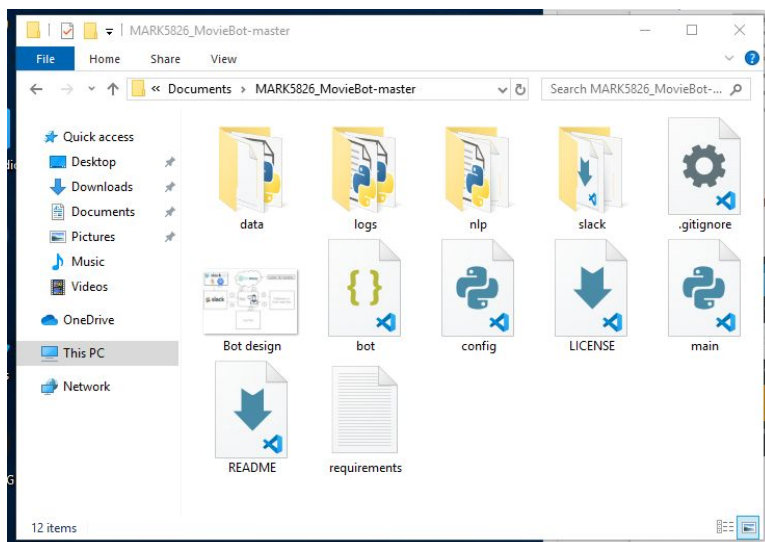 MARK5826_MovieBot-master
File Home Share View
« Documents › MARK5826_MovieBot-master
Search MARK5826_MovieBot-...
Quick access
Desktop
Downloads
Documents
Pictures
Music
Videos
OneDrive
This PC
Network
data logs nlp slack .gitignore
Bot design bot config LICENSE main
README requirements
12 items